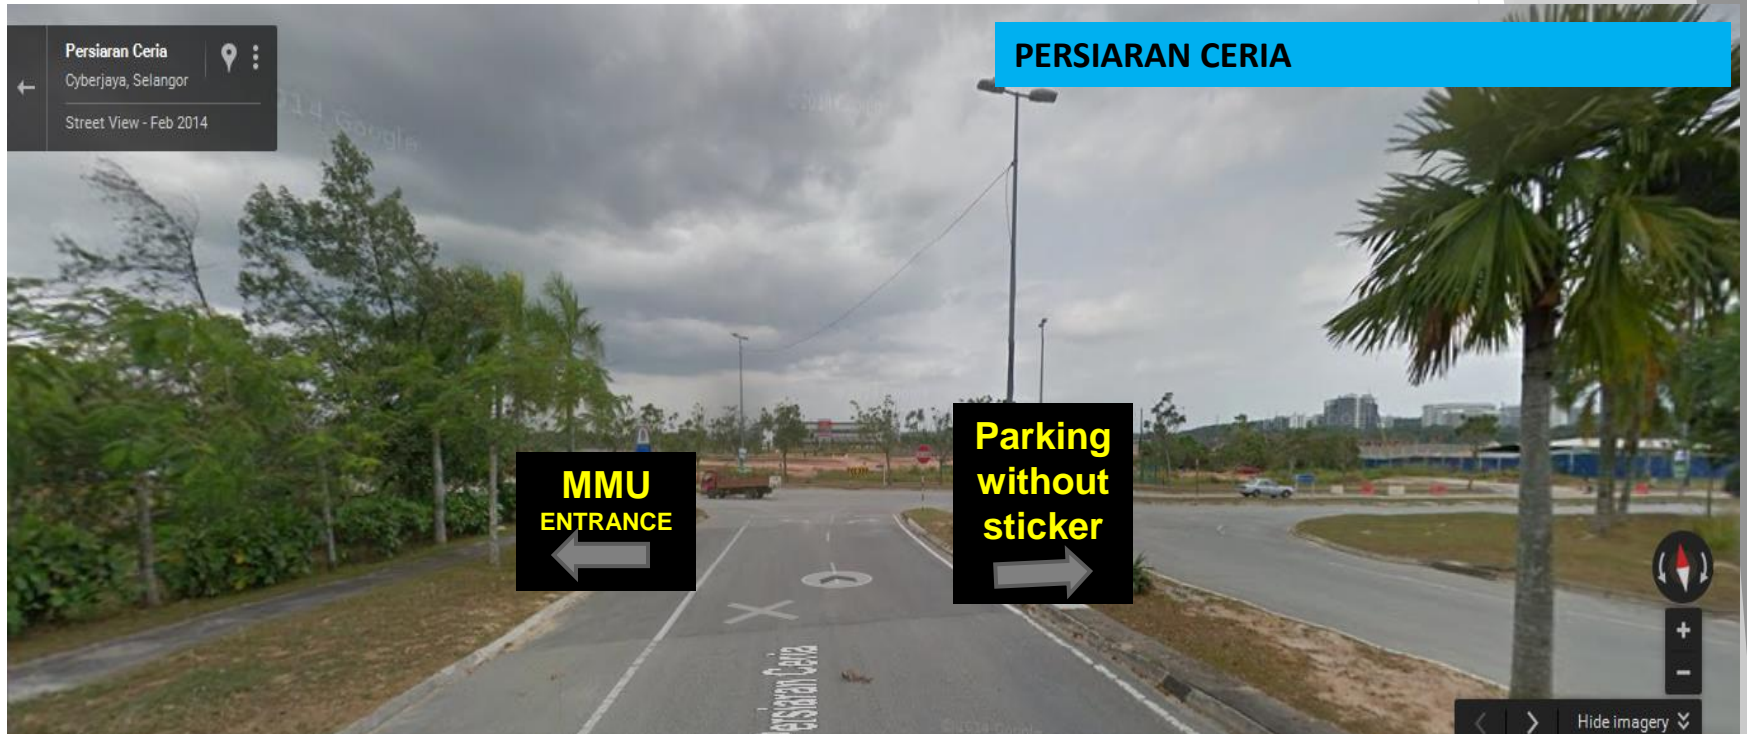 Persiaran Ceria
Cyberjaya, Selangor
Street View - Feb 2014
PERSIARAN CERIA
MMU
ENTRANCE
Parking
without
sticker
Persiaran Ceria
Hide imagery